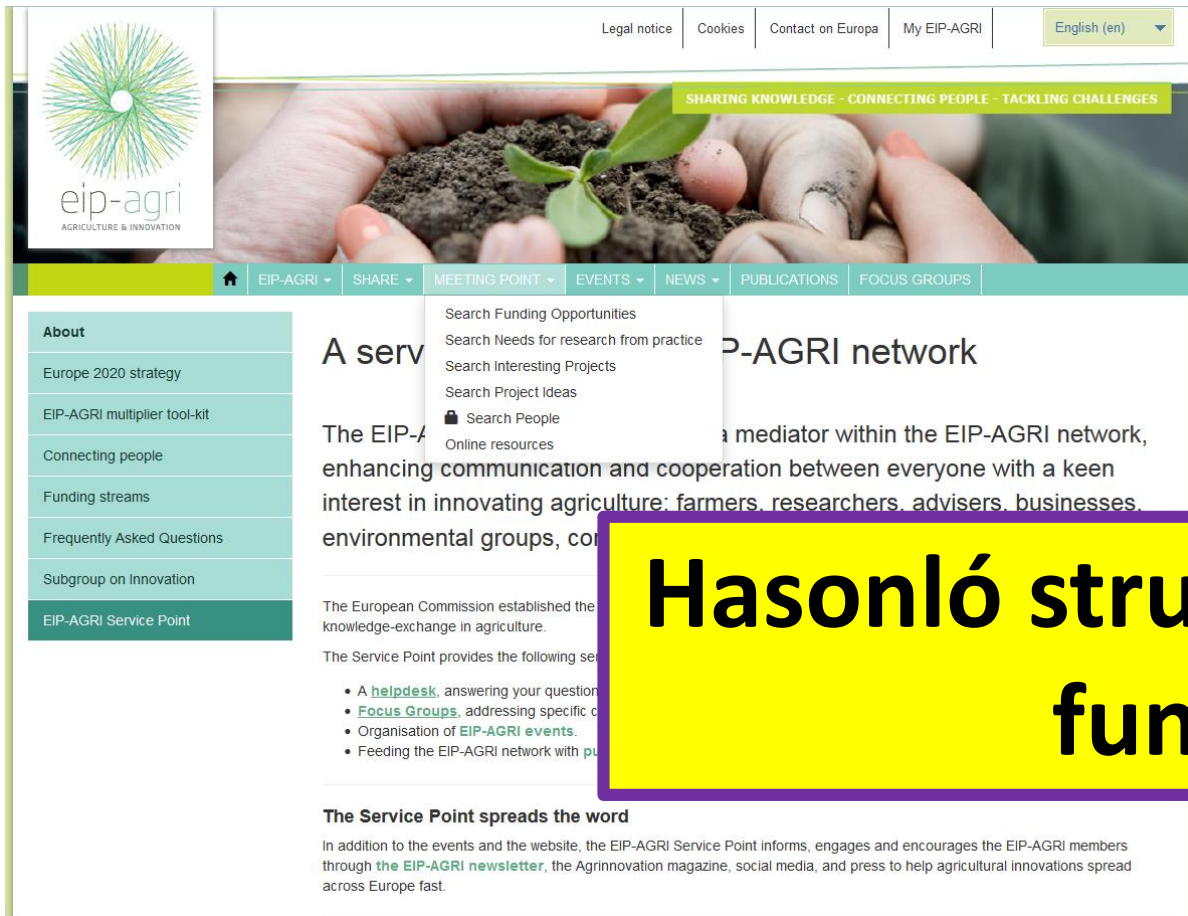 Legal notice
Cookies
Contact on Europa
My EIP-AGRI
English (en)
SHARING KNOWLEDGE - CONNECTING PEOPLE - TACKLING CHALLENGES
eip-agri
AGRICULTURE & INNOVATION
EIP-AGRI
SHARE
MEETING POINT
EVENTS
NEWS
PUBLICATIONS
FOCUS GROUPS
Search Funding Opportunities
Search Needs for research from practice
Search Interesting Projects
Search Project Ideas
Search People
Online resources
About
Europe 2020 strategy
EIP-AGRI multiplier tool-kit
Connecting people
Funding streams
Frequently Asked Questions
Subgroup on Innovation
EIP-AGRI Service Point
A serv P-AGRI network
The EIP-A a mediator within the EIP-AGRI network,
enhancing communication and cooperation between everyone with a keen
interest in innovating agriculture: farmers, researchers, advisers, businesses,
environmental groups, con
Hasonló stru
fun
The European Commission established the
knowledge-exchange in agriculture.
The Service Point provides the following ser
• A helpdesk, answering your question
• Focus Groups, addressing specific c
• Organisation of EIP-AGRI events.
• Feeding the EIP-AGRI network with pu
The Service Point spreads the word
In addition to the events and the website, the EIP-AGRI Service Point informs, engages and encourages the EIP-AGRI members
through the EIP-AGRI newsletter, the Agrinnovation magazine, social media, and press to help agricultural innovations spread
across Europe fast.